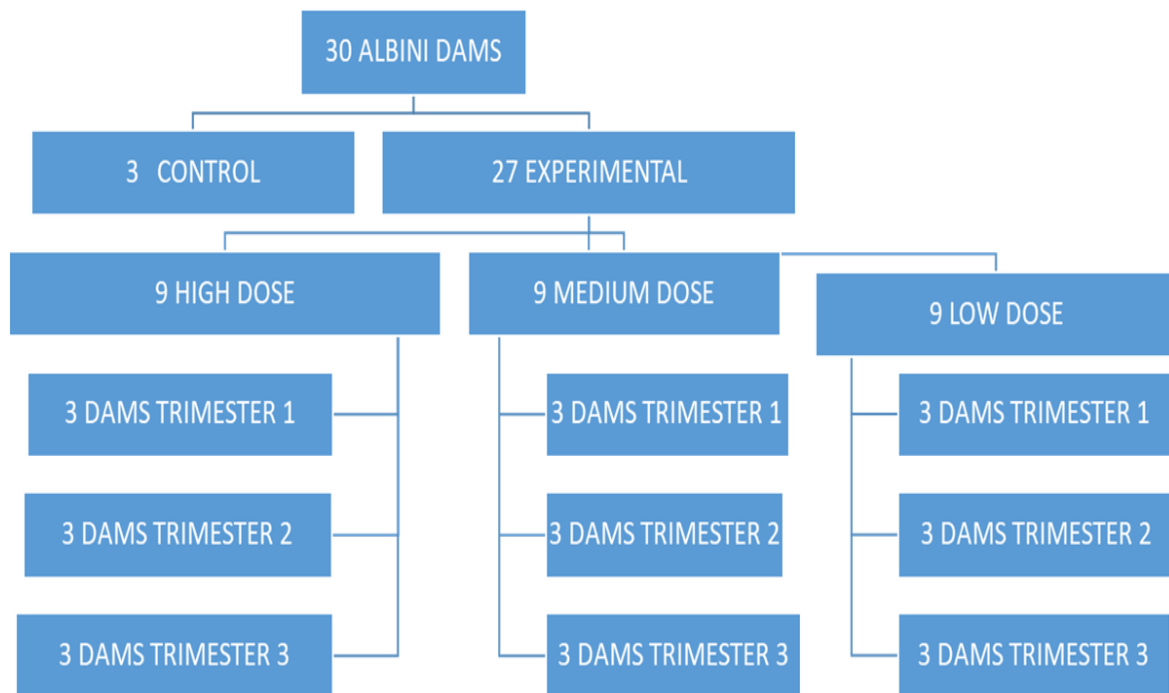 30 ALBINI DAMS
3 CONTROL
27 EXPERIMENTAL
9 HIGH DOSE
9 MEDIUM DOSE
9 LOW DOSE
3 DAMS TRIMESTER 1
3 DAMS TRIMESTER 1
3 DAMS TRIMESTER 1
3 DAMS TRIMESTER 2
3 DAMS TRIMESTER 2
3 DAMS TRIMESTER 2
3 DAMS TRIMESTER 3
3 DAMS TRIMESTER 3
3 DAMS TRIMESTER 3